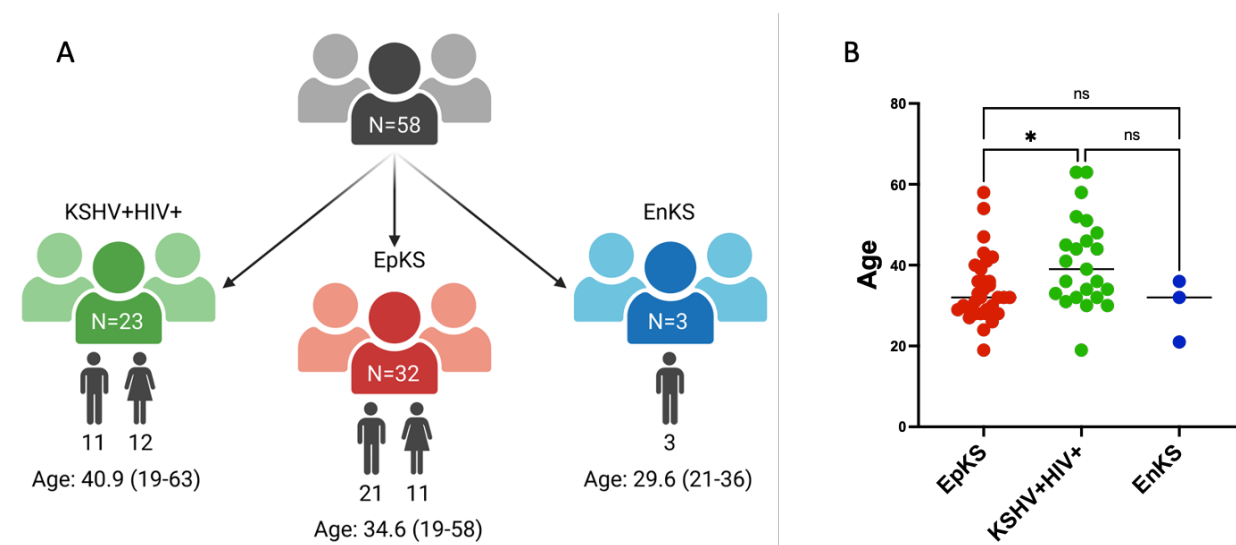 A
N=58
KSHV+HIV+
N=23
11 12
Age: 40.9 (19-63)
EpKS
N=32
21 11
Age: 34.6 (19-58)
EnKS
N=3
3
Age: 29.6 (21-36)
B
ns
* ns
80
60
40
20
0
Age
EpKS
KSHV+HIV+
EnKS